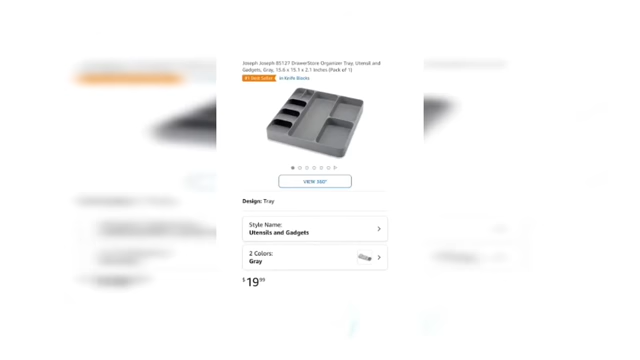 Joseph Joseph 85127 DrawerStore Organizer Tray, Utensil and
Gadgets, Gray, 15.6 x 15.1 x 2.1 Inches (Pack of 1)
#1 Best Seller in Knife Blocks
VIEW 360°
Design: Tray
Style Name:
Utensils and Gadgets
2 Colors:
Gray
$19⁹⁹